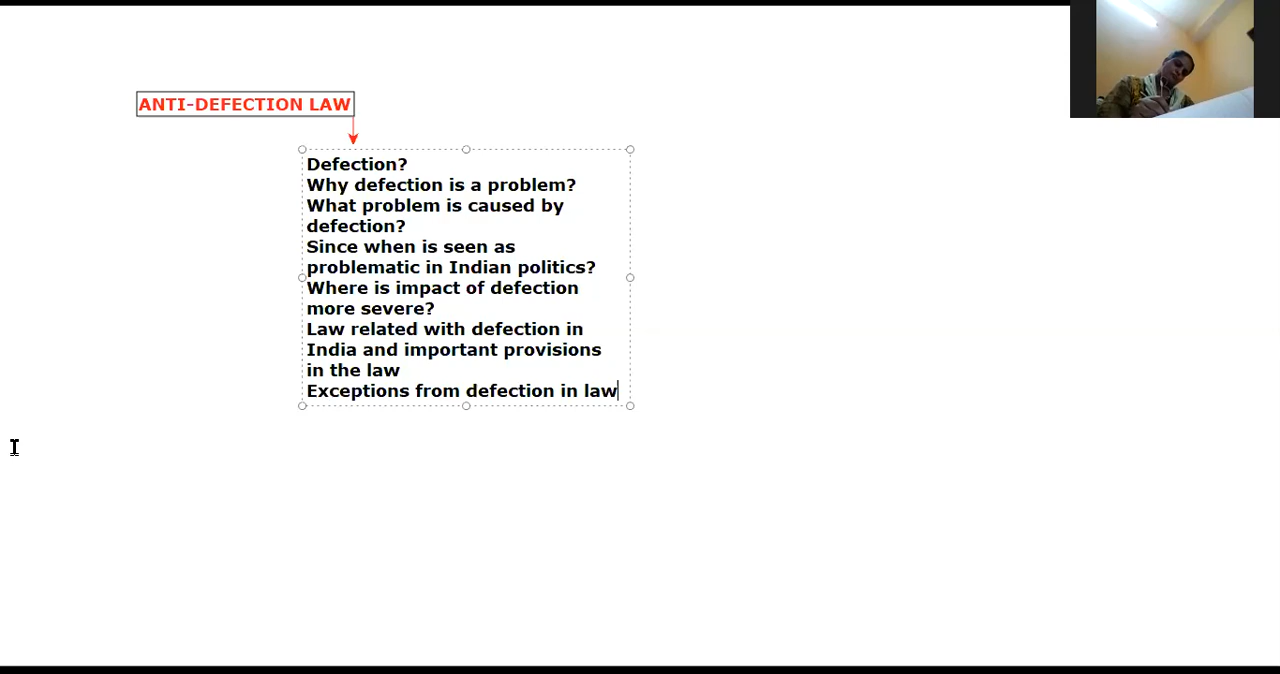 ANTI-DEFECTION LAW
Defection?
Why defection is a problem?
What problem is caused by
defection?
Since when is seen as
problematic in Indian politics?
Where is impact of defection
more severe?
Law related with defection in
India and important provisions
in the law
Exceptions from defection in law